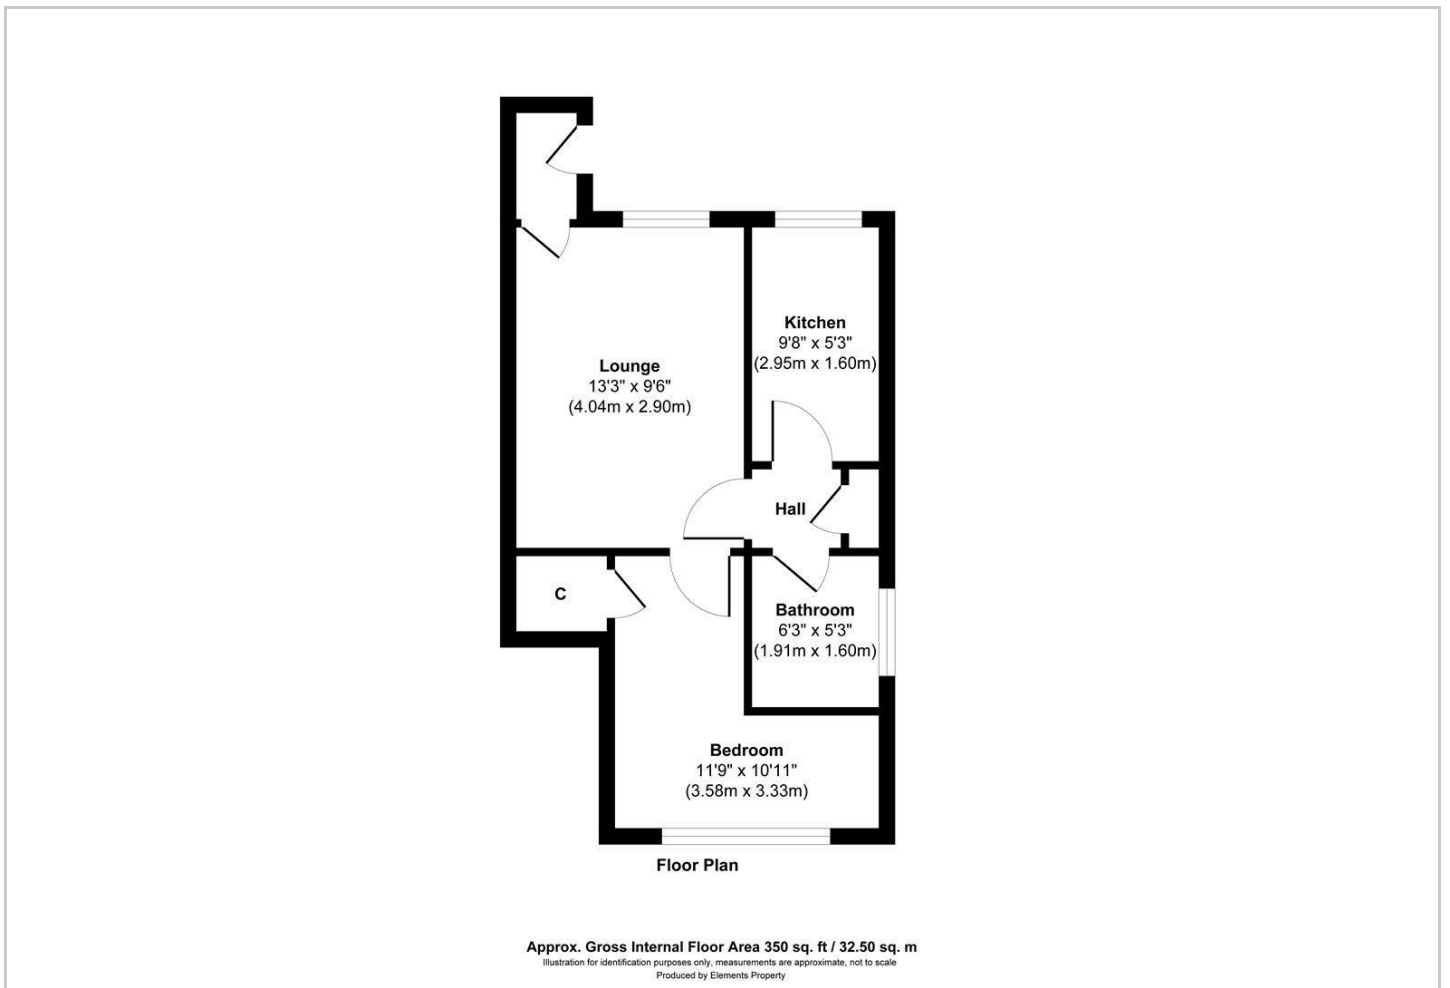 Kitchen
9'8" x 5'3"
(2.95m x 1.60m)
Lounge
13'3" x 9'6"
(4.04m x 2.90m)
Hall
C
Bathroom
6'3" x 5'3"
(1.91m x 1.60m)
Bedroom
11'9" x 10'11"
(3.58m x 3.33m)
Floor Plan
Approx. Gross Internal Floor Area 350 sq. ft / 32.50 sq. m
Illustration for identification purposes only, measurements are approximate, not to scale
Produced by Elements Property